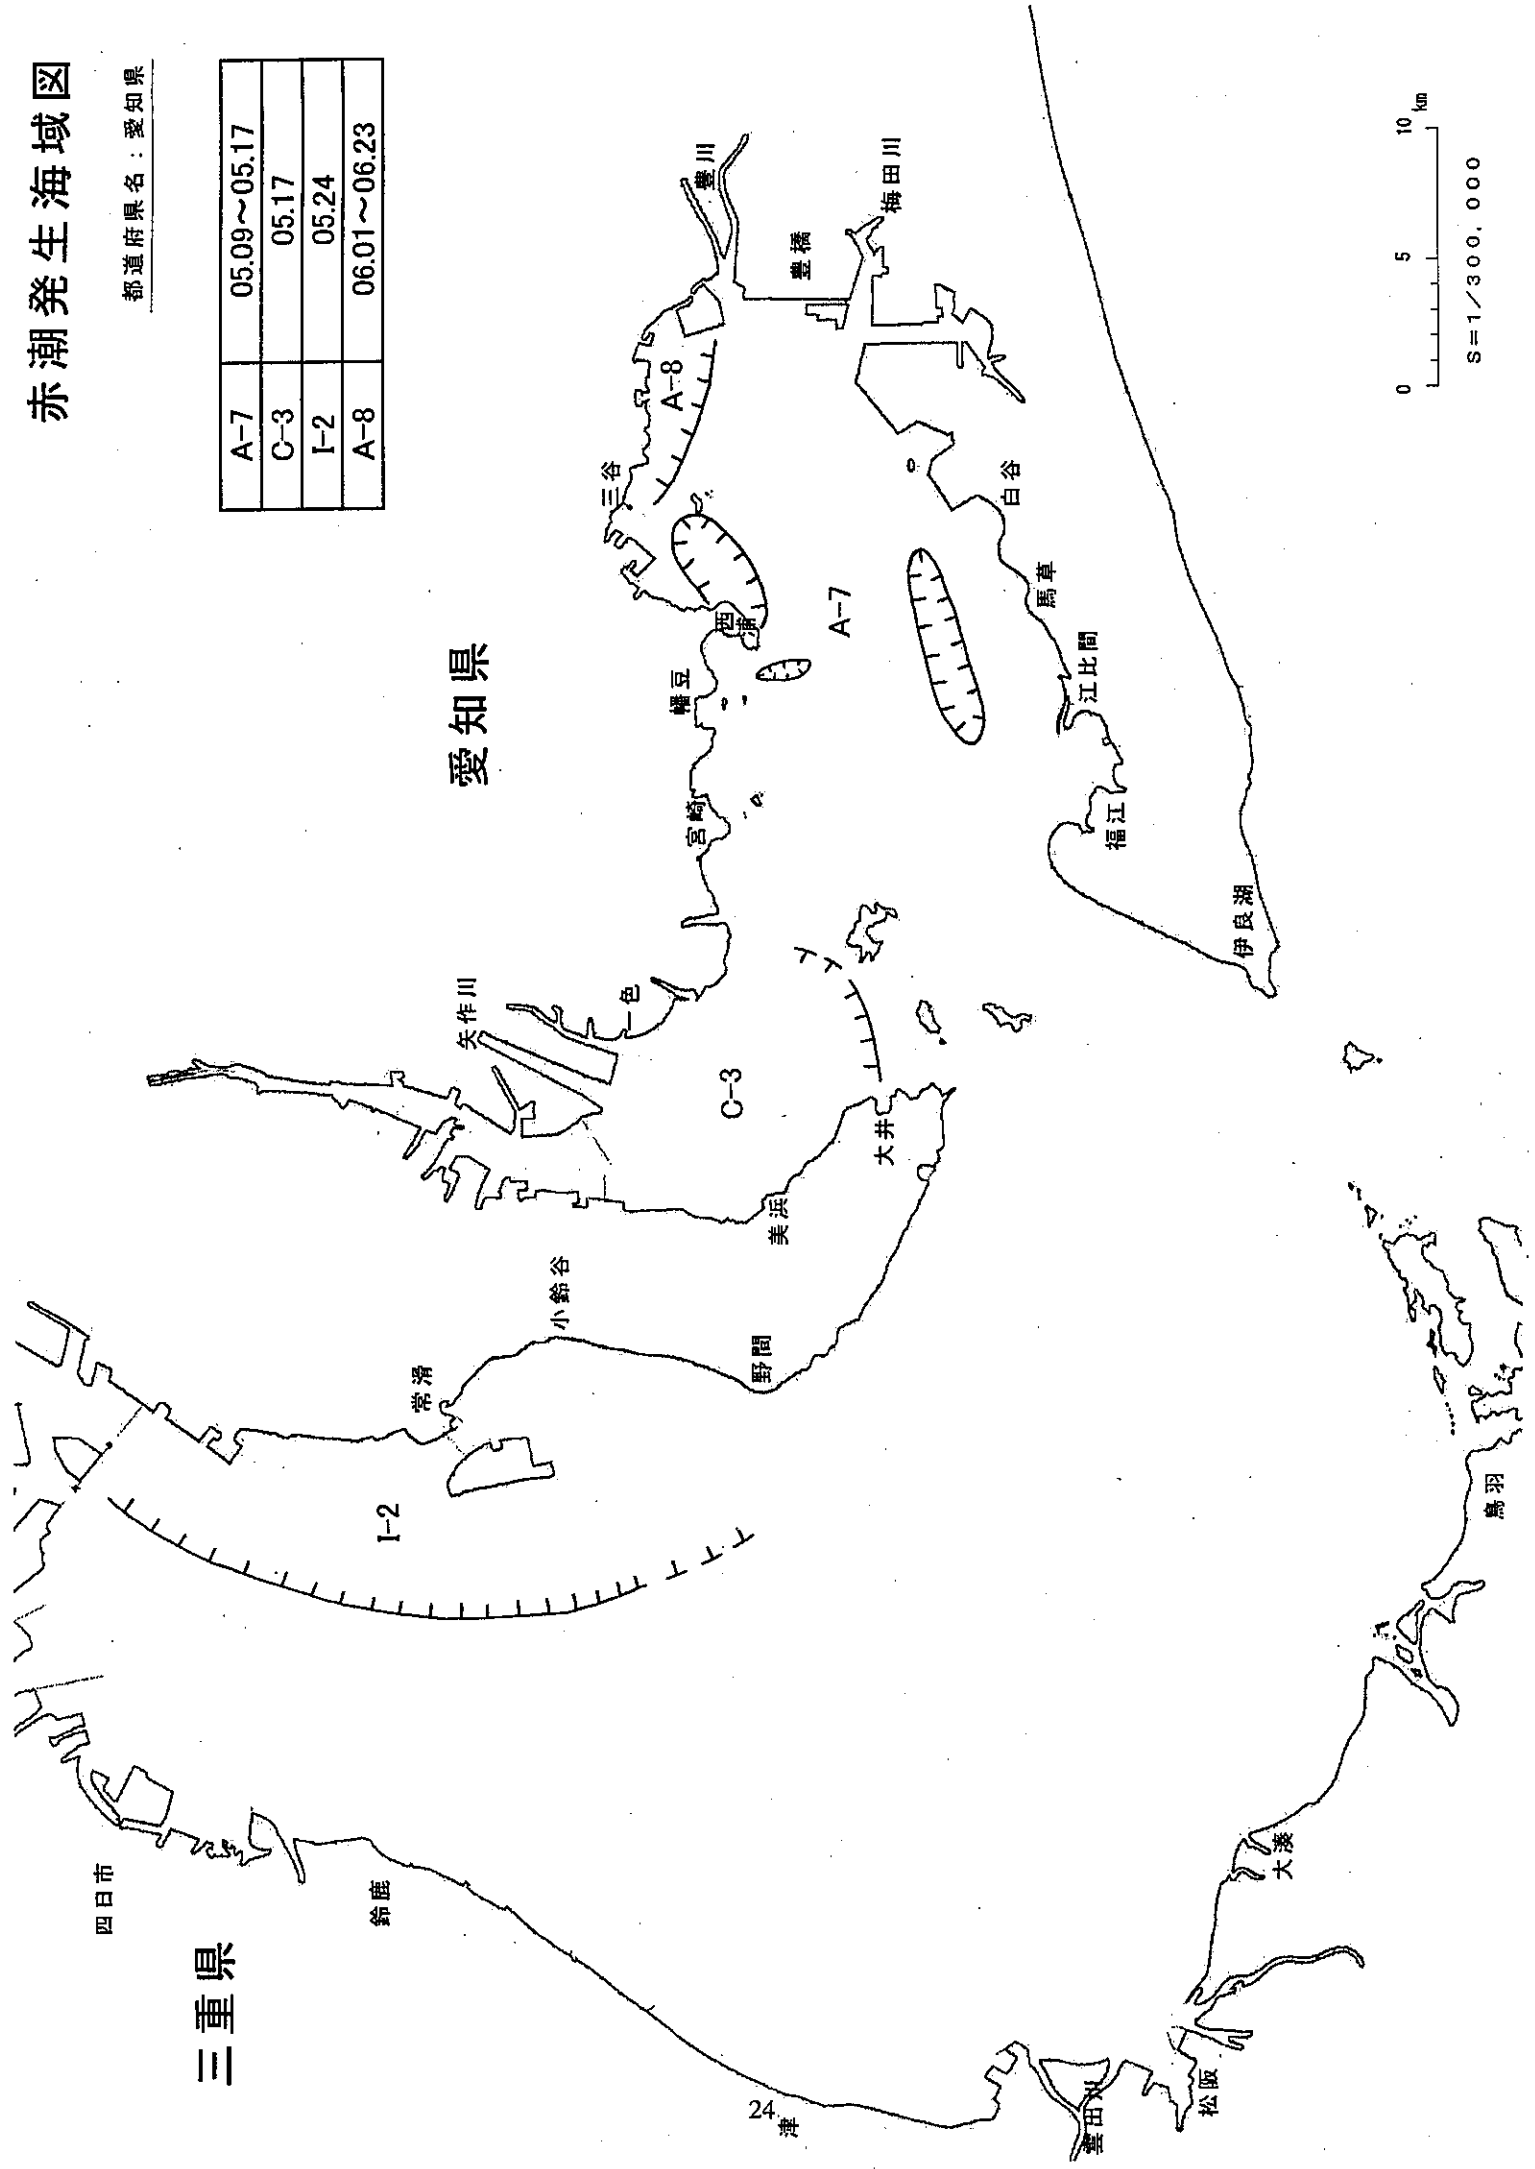 赤潮発生海域図
都道府県名：愛知県
A-7 05.09～05.17
C-3 05.17
I-2 05.24
A-8 06.01～06.23
三重県
愛知県
四日市
鈴鹿
津
雲出川
松阪
大湊
鳥羽
常滑
小鈴谷
野間
美浜
大井
矢作川
一色
宮崎
幡豆
西浦
三谷
豊川
豊橋
梅田川
白谷
馬草
江比間
福江
伊良湖
I-2
C-3
A-7
A-8
0 5 10 km
S=1/300,000
24